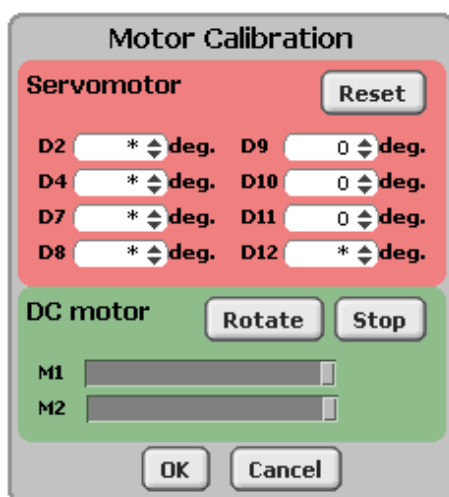 Motor Calibration
Servomotor Reset
D2 * deg. D9 0 deg.
D4 * deg. D10 0 deg.
D7 * deg. D11 0 deg.
D8 * deg. D12 * deg.
DC motor Rotate Stop
M1
M2
OK Cancel